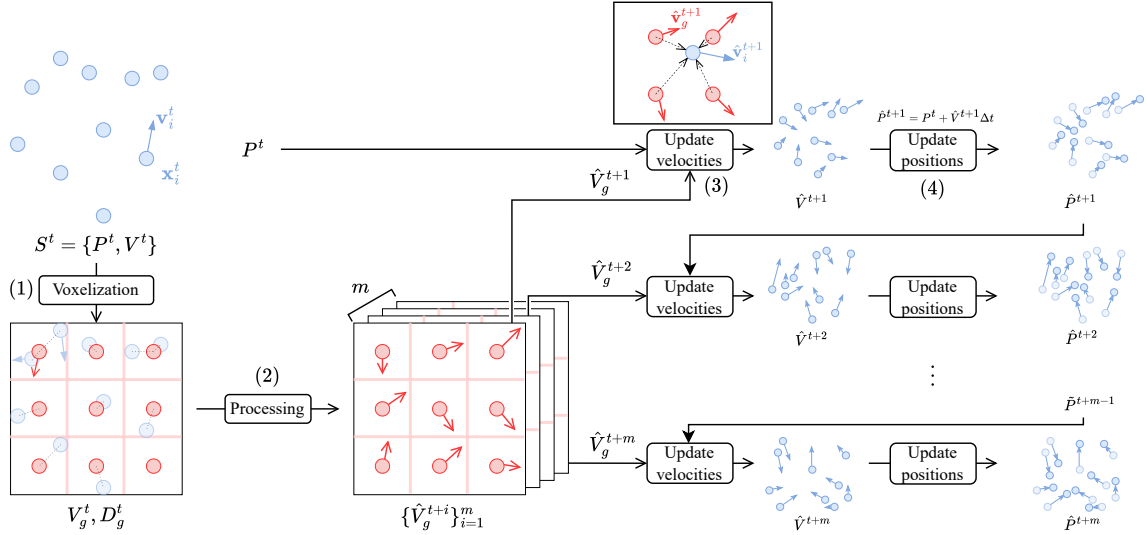 v̂_g^{t+1}
v̂_i^{t+1}
v_i^t
x_i^t
P^t
Update
velocities
(3)
P̂^{t+1} = P^t + V̂^{t+1}Δt
Update
positions
(4)
V̂_g^{t+1}
V̂^{t+1}
P̂^{t+1}
S^t = {P^t, V^t}
(1)
Voxelization
m
V̂_g^{t+2}
Update
velocities
Update
positions
V̂^{t+2}
P̂^{t+2}
(2)
Processing
⋮
P̃^{t+m−1}
V̂_g^{t+m}
Update
velocities
Update
positions
V_g^t, D_g^t
{V̂_g^{t+i}}_{i=1}^m
V̂^{t+m}
P̂^{t+m}